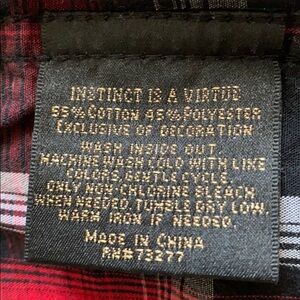 INSTINCT IS A VIRTUE
55% COTTON 45% POLYESTER
EXCLUSIVE OF DECORATION
WASH INSIDE OUT
MACHINE WASH COLD WITH LIKE
COLORS, GENTLE CYCLE
ONLY NON-CHLORINE BLEACH
WHEN NEEDED, TUMBLE DRY LOW,
WARM IRON IF NEEDED.
MADE IN CHINA
RN#73277